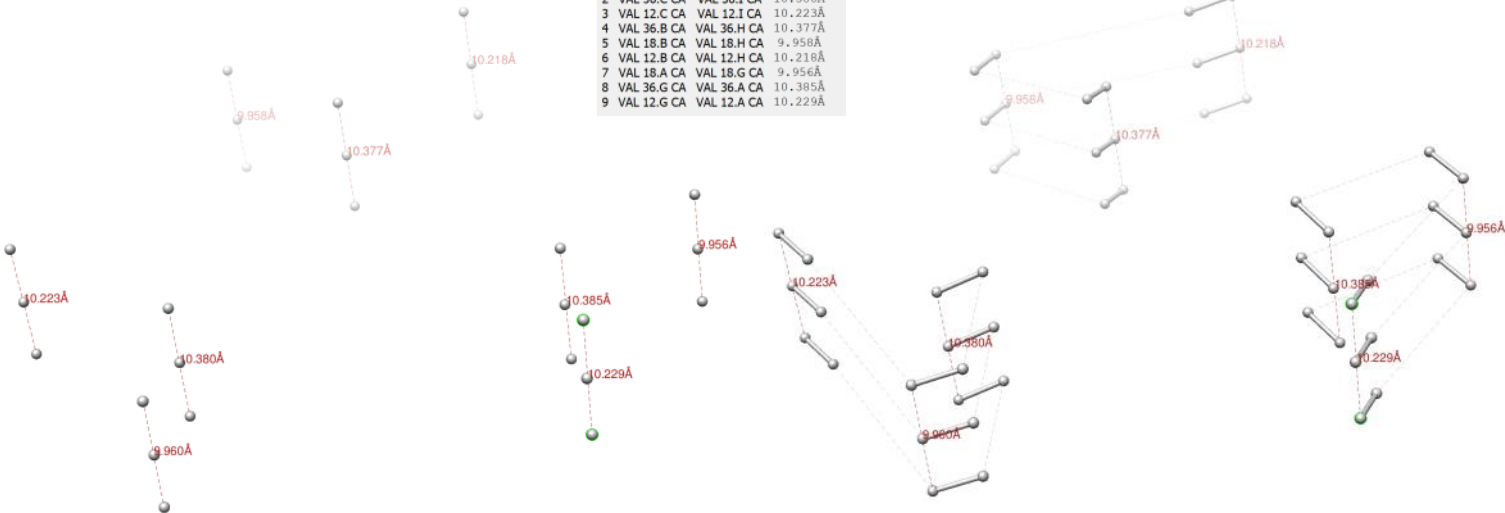 3 VAL 12.C CA VAL 12.I CA 10.223Å
4 VAL 36.B CA VAL 36.H CA 10.377Å
5 VAL 18.B CA VAL 18.H CA 9.958Å
6 VAL 12.B CA VAL 12.H CA 10.218Å
7 VAL 18.A CA VAL 18.G CA 9.956Å
8 VAL 36.G CA VAL 36.A CA 10.385Å
9 VAL 12.G CA VAL 12.A CA 10.229Å
10.218Å
10.218Å
9.958Å
9.958Å
10.377Å
10.377Å
9.956Å
9.956Å
10.223Å
10.385Å
10.223Å
10.385Å
10.380Å
10.380Å
10.229Å
10.229Å
9.960Å
9.960Å